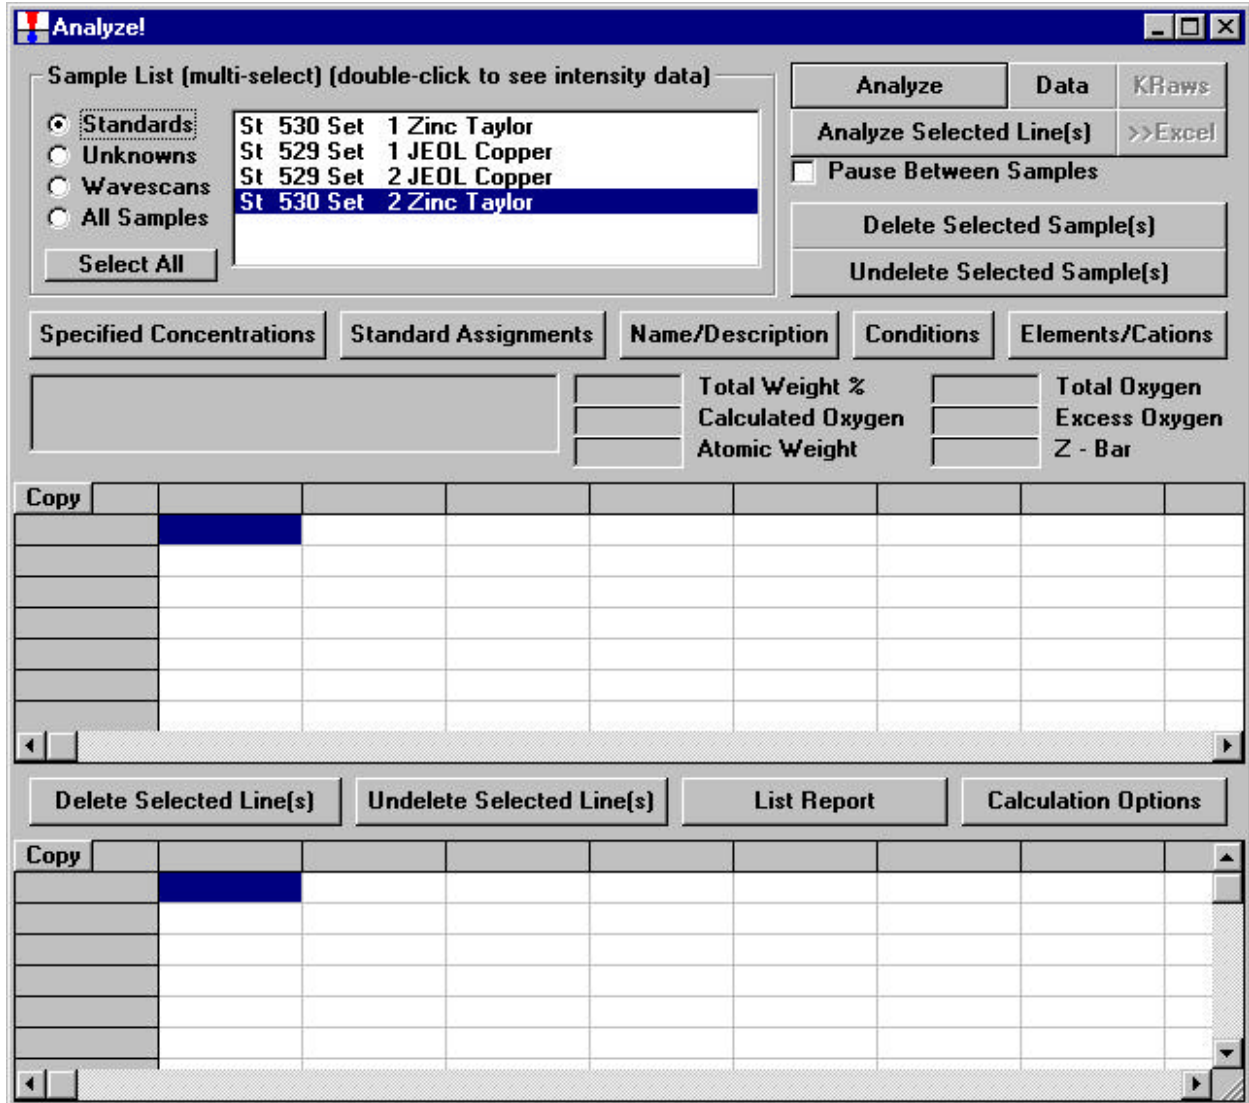 Analyze!
Sample List (multi-select) (double-click to see intensity data)
Standards
Unknowns
Wavescans
All Samples
Select All
St 530 Set 1 Zinc Taylor
St 529 Set 1 JEOL Copper
St 529 Set 2 JEOL Copper
St 530 Set 2 Zinc Taylor
Analyze Data KRaws
Analyze Selected Line(s) >>Excel
Pause Between Samples
Delete Selected Sample(s)
Undelete Selected Sample(s)
Specified Concentrations Standard Assignments Name/Description Conditions Elements/Cations
Total Weight % Total Oxygen
Calculated Oxygen Excess Oxygen
Atomic Weight Z - Bar
Copy
Delete Selected Line(s) Undelete Selected Line(s) List Report Calculation Options
Copy